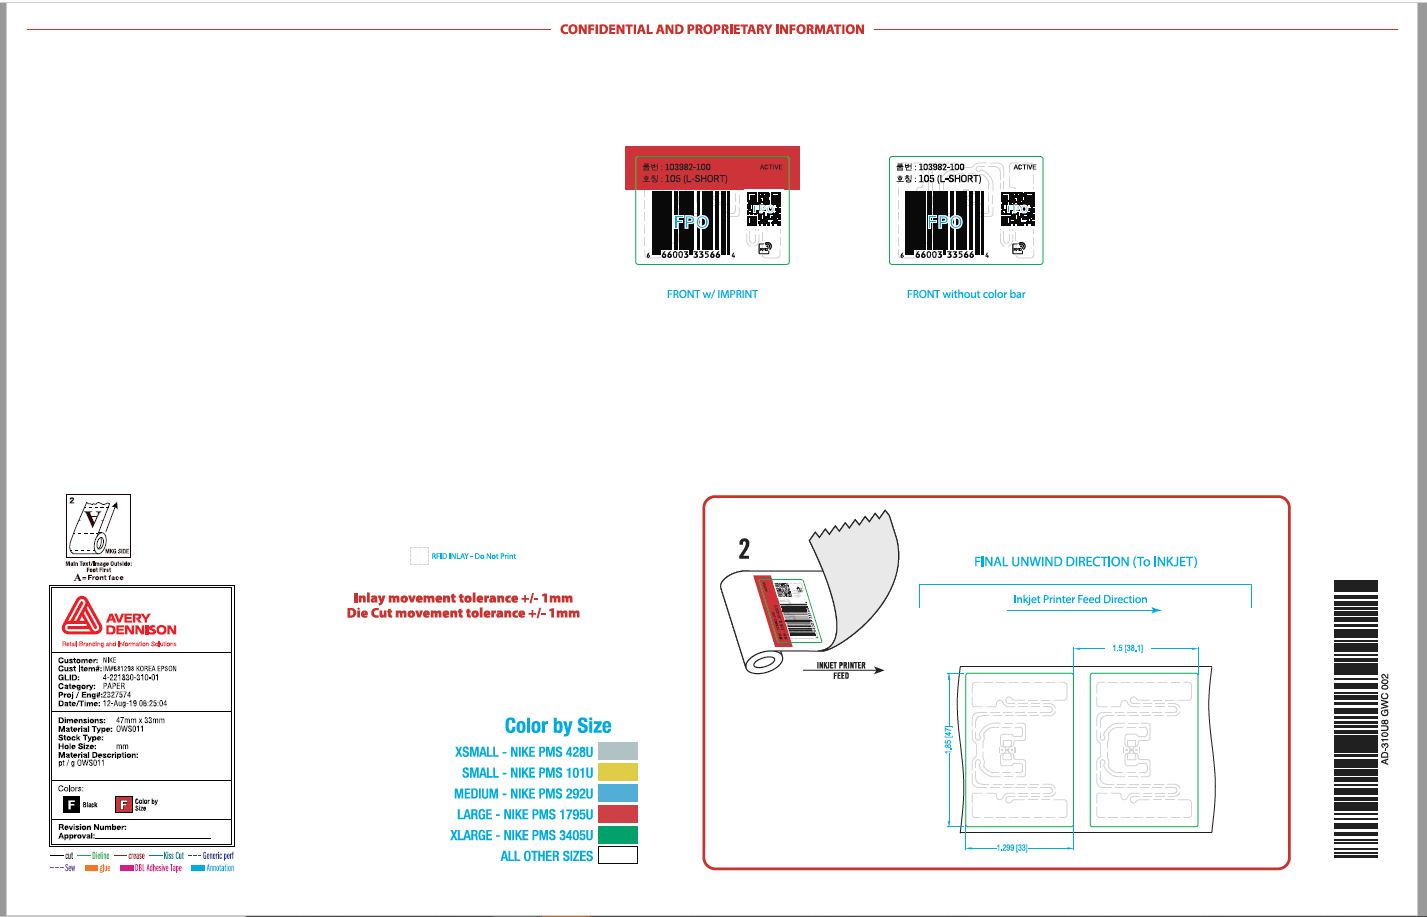 CONFIDENTIAL AND PROPRIETARY INFORMATION
품번 : 103982-100
ACTIVE
호칭 : 105 (L-SHORT)
FPO
FPO
6 66003 33566 4
FRONT w/ IMPRINT
품번 : 103982-100
ACTIVE
호칭 : 105 (L-SHORT)
FPO
FPO
6 66003 33566 4
FRONT without color bar
2
A
MKG SIDE
Main Text/Image Outside:
Foot First
A = Front face
AVERY
DENNISON
Retail Branding and Information Solutions
Customer: NIKE
Cust Item#: IM#681298 KOREA EPSON
GLID: 4-221830-310-01
Category: PAPER
Proj / Eng#: 2327574
Date/Time: 12-Aug-19 06:25:04
Dimensions: 47mm x 33mm
Material Type: OWS011
Stock Type:
Hole Size: mm
Material Description:
pt / g OWS011
Colors:
F Black
F Color by
Size
Revision Number:
Approval:
cut Dieline crease Kiss Cut Generic perf
Sew glue DBL Adhesive Tape Annotation
RFID INLAY - Do Not Print
Inlay movement tolerance +/- 1mm
Die Cut movement tolerance +/- 1mm
Color by Size
XSMALL - NIKE PMS 428U
SMALL - NIKE PMS 101U
MEDIUM - NIKE PMS 292U
LARGE - NIKE PMS 1795U
XLARGE - NIKE PMS 3405U
ALL OTHER SIZES
2
INKJET PRINTER
FEED
FINAL UNWIND DIRECTION (To INKJET)
Inkjet Printer Feed Direction
1.5 [38,1]
1.85 [47]
1.299 [33]
AD-310U8 GWC 002